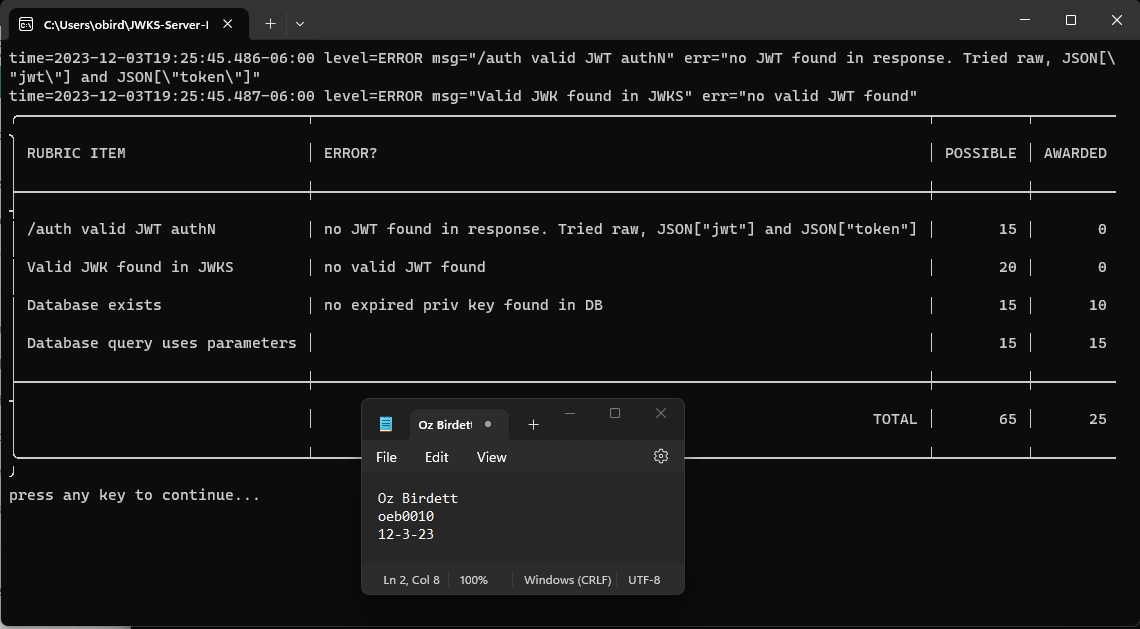 C:\Users\obird\JWKS-Server-I
time=2023-12-03T19:25:45.486-06:00 level=ERROR msg="/auth valid JWT authN" err="no JWT found in response. Tried raw, JSON[\
"jwt\"] and JSON[\"token\"]"
time=2023-12-03T19:25:45.487-06:00 level=ERROR msg="Valid JWK found in JWKS" err="no valid JWT found"
RUBRIC ITEM ERROR? POSSIBLE AWARDED
/auth valid JWT authN no JWT found in response. Tried raw, JSON["jwt"] and JSON["token"] 15 0
Valid JWK found in JWKS no valid JWT found 20 0
Database exists no expired priv key found in DB 15 10
Database query uses parameters 15 15
TOTAL 65 25
press any key to continue...
Oz Birdett
File Edit View
Oz Birdett
oeb0010
12-3-23
Ln 2, Col 8 100% Windows (CRLF) UTF-8